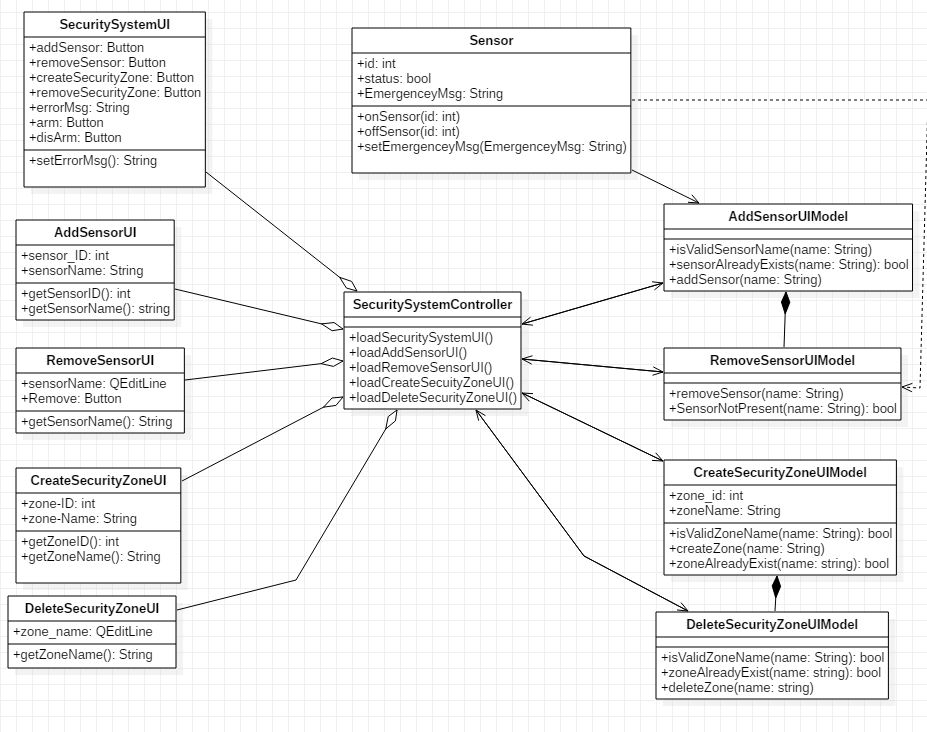 SecuritySystemUI
+addSensor: Button
+removeSensor: Button
+createSecurityZone: Button
+removeSecurityZone: Button
+errorMsg: String
+arm: Button
+disArm: Button
+setErrorMsg(): String
Sensor
+id: int
+status: bool
+EmergenceyMsg: String
+onSensor(id: int)
+offSensor(id: int)
+setEmergenceyMsg(EmergenceyMsg: String)
AddSensorUI
+sensor_ID: int
+sensorName: String
+getSensorID(): int
+getSensorName(): string
RemoveSensorUI
+sensorName: QEditLine
+Remove: Button
+getSensorName(): String
CreateSecurityZoneUI
+zone-ID: int
+zone-Name: String
+getZoneID(): int
+getZoneName(): String
DeleteSecurityZoneUI
+zone_name: QEditLine
+getZoneName(): String
SecuritySystemController
+loadSecuritySystemUI()
+loadAddSensorUI()
+loadRemoveSensorUI()
+loadCreateSecuityZoneUI()
+loadDeleteSecurityZoneUI()
AddSensorUIModel
+isValidSensorName(name: String)
+sensorAlreadyExists(name: String): bool
+addSensor(name: String)
RemoveSensorUIModel
+removeSensor(name: String)
+SensorNotPresent(name: String): bool
CreateSecurityZoneUIModel
+zone_id: int
+zoneName: String
+isValidZoneName(name: String): bool
+createZone(name: String)
+zoneAlreadyExist(name: string): bool
DeleteSecurityZoneUIModel
+isValidZoneName(name: String): bool
+zoneAlreadyExist(name: string): bool
+deleteZone(name: string)